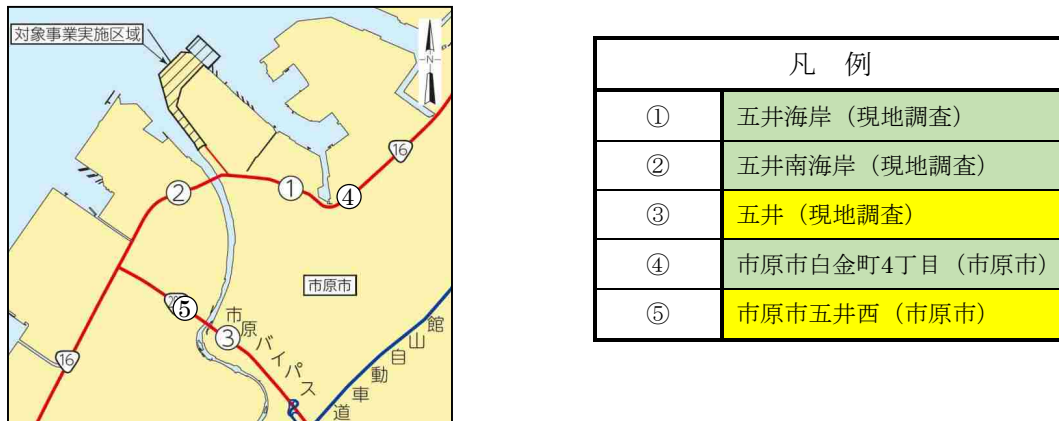 対象事業実施区域
N
16
①
④
②
市原市
⑤
③
市原バイパス
館山自動車道
16
凡 例
① 五井海岸（現地調査）
② 五井南海岸（現地調査）
③ 五井（現地調査）
④ 市原市白金町4丁目（市原市）
⑤ 市原市五井西（市原市）